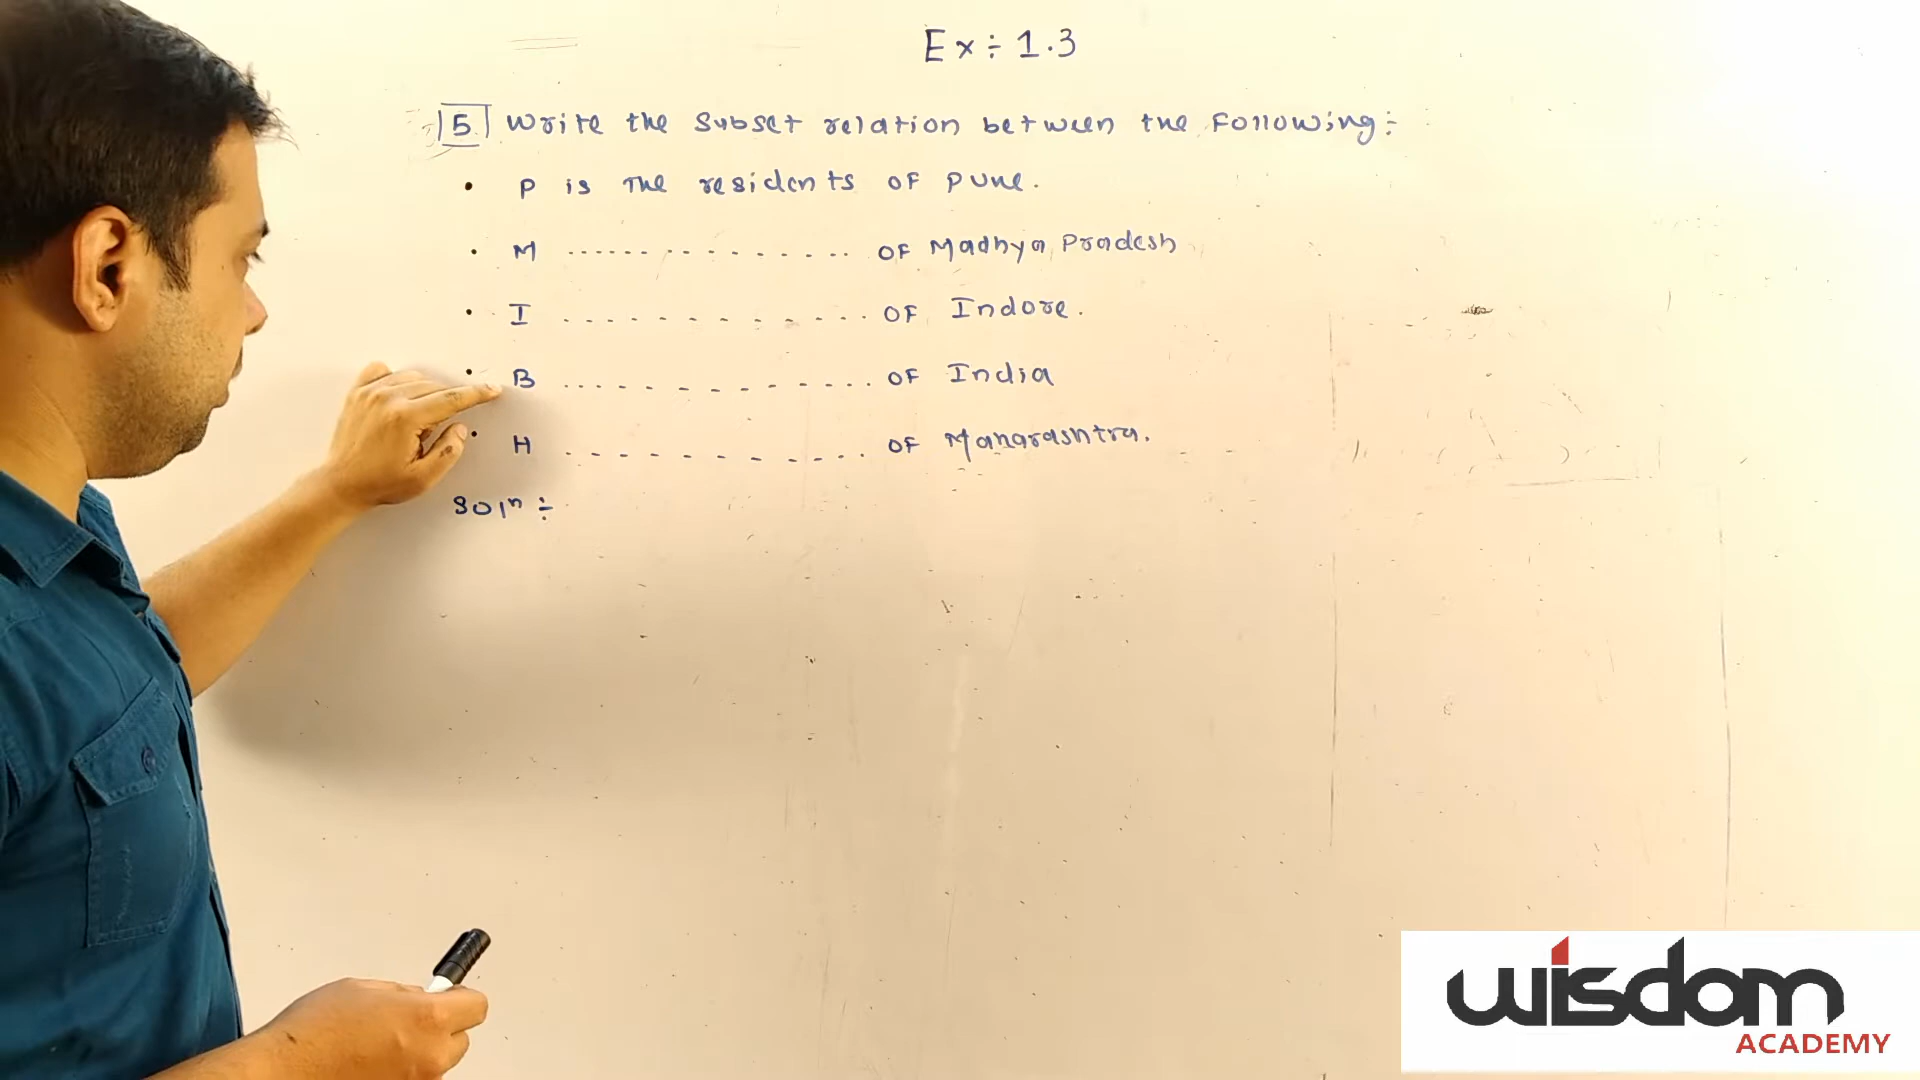 Ex÷ 1.3
5 Write the subset relation between the following:
• P is the residents of Pune.
• M .............. of Madhya Pradesh
• I ............. of Indore.
• B ............. of India
• H ............ of Maharashtra.
Solⁿ ÷
wisdom
ACADEMY